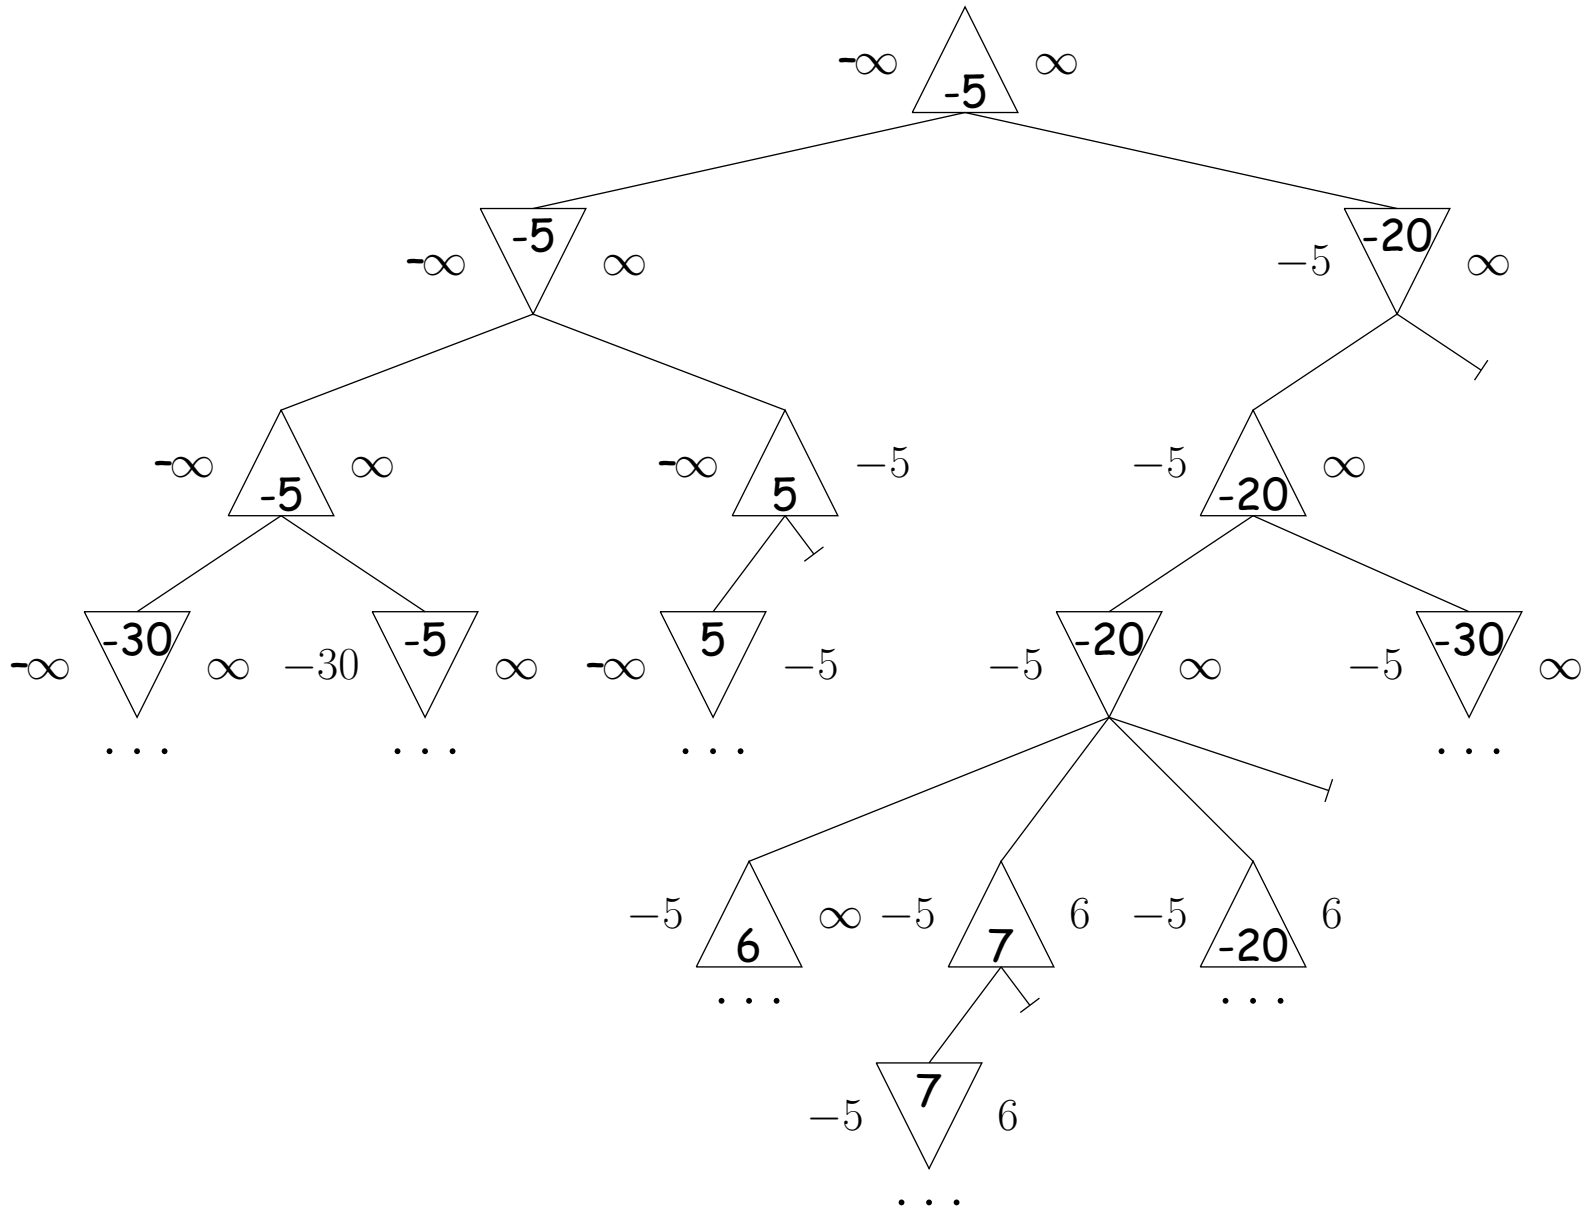 -∞ -5 ∞
-∞ -5 ∞ −5 -20 ∞
-∞ -5 ∞ -∞ 5 −5 −5 -20 ∞
-∞ -30 ∞ −30 -5 ∞ -∞ 5 −5 −5 -20 ∞ −5 -30 ∞
. . . . . . . . . . . .
−5 6 ∞ −5 7 6 −5 -20 6
. . . . . .
−5 7 6
. . .